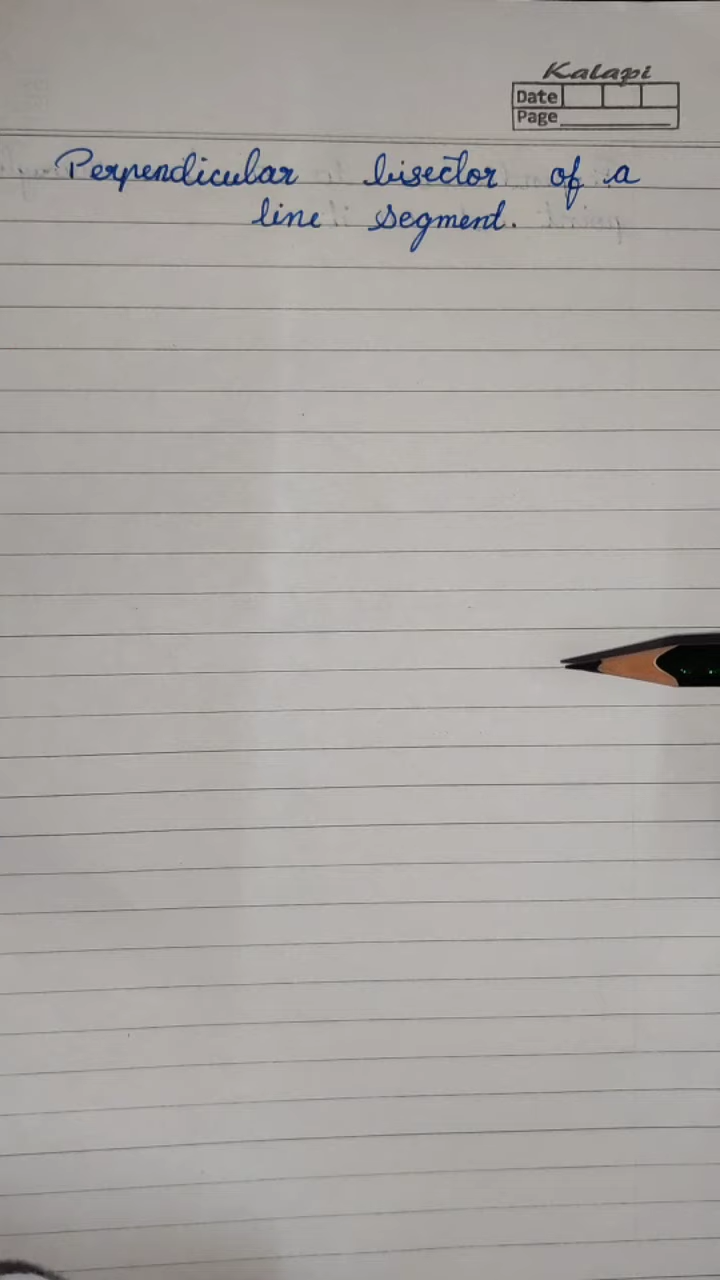 Kalapi
Date
Page
Perpendicular bisector of a
line segment.